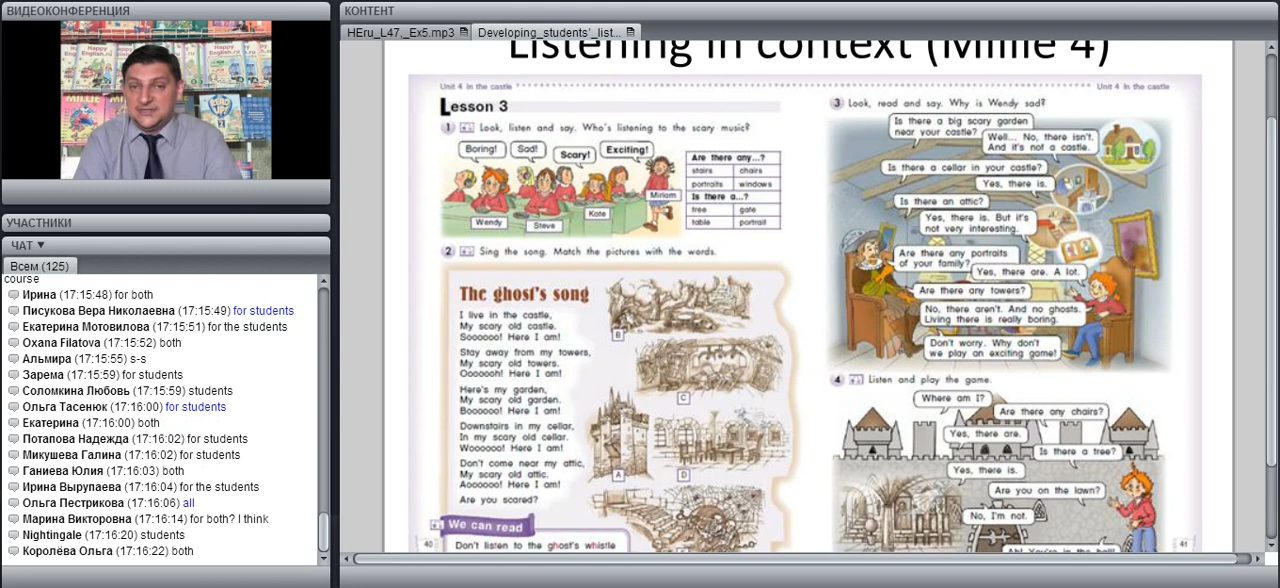 ВИДЕОКОНФЕРЕНЦИЯ
Happy English.ru
MILLIE
УЧАСТНИКИ
ЧАТ ▼
Всем (125)
course
Ирина (17:15:48) for both
Писукова Вера Николаевна (17:15:49) for students
Екатерина Мотовилова (17:15:51) for the students
Oxana Filatova (17:15:52) both
Альмира (17:15:55) s-s
Зарема (17:15:59) for students
Соломкина Любовь (17:15:59) students
Ольга Тасенюк (17:16:00) for students
Екатерина (17:16:00) both
Потапова Надежда (17:16:02) for students
Микушева Галина (17:16:02) for students
Ганиева Юлия (17:16:03) both
Ирина Вырупаева (17:16:04) for the students
Ольга Пестрикова (17:16:06) all
Марина Викторовна (17:16:14) for both? I think
Nightingale (17:16:20) students
Королёва Ольга (17:16:22) both
КОНТЕНТ
HEru_L47,_Ex5.mp3
Developing_students'_list...
Listening in context (Millie 4)
Unit 4 In the castle
Lesson 3
1 Look, listen and say. Who's listening to the scary music?
Boring!
Sad!
Scary!
Exciting!
Wendy
Steve
Kate
Miriam
Are there any...?
stairs chairs
portraits windows
Is there a...?
tree gate
table portrait
2 Sing the song. Match the pictures with the words.
The ghost's song
I live in the castle,
My scary old castle.
Soooooo! Here I am!
Stay away from my towers,
My scary old towers.
Ooooooh! Here I am!
Here's my garden,
My scary old garden.
Boooooo! Here I am!
Downstairs in my cellar,
In my scary old cellar.
Woooooo! Here I am!
Don't come near my attic,
My scary old attic.
Aoooooo! Here I am!
Are you scared?
B
C
A
D
We can read
Don't listen to the ghost's whistle
40
Unit 4 In the castle
3 Look, read and say. Why is Wendy sad?
Is there a big scary garden
near your castle?
Well... No, there isn't.
And it's not a castle.
Is there a cellar in your castle?
Yes, there is.
Is there an attic?
Yes, there is. But it's
not very interesting.
Are there any portraits
of your family?
Yes, there are. A lot.
Are there any towers?
No, there aren't. And no ghosts.
Living there is really boring.
Don't worry. Why don't
we play an exciting game!
4 Listen and play the game.
Where am I?
Are there any chairs?
Yes, there are.
Is there a tree?
Yes, there is.
Are you on the lawn?
No, I'm not.
Ah! You're in the hall!
41